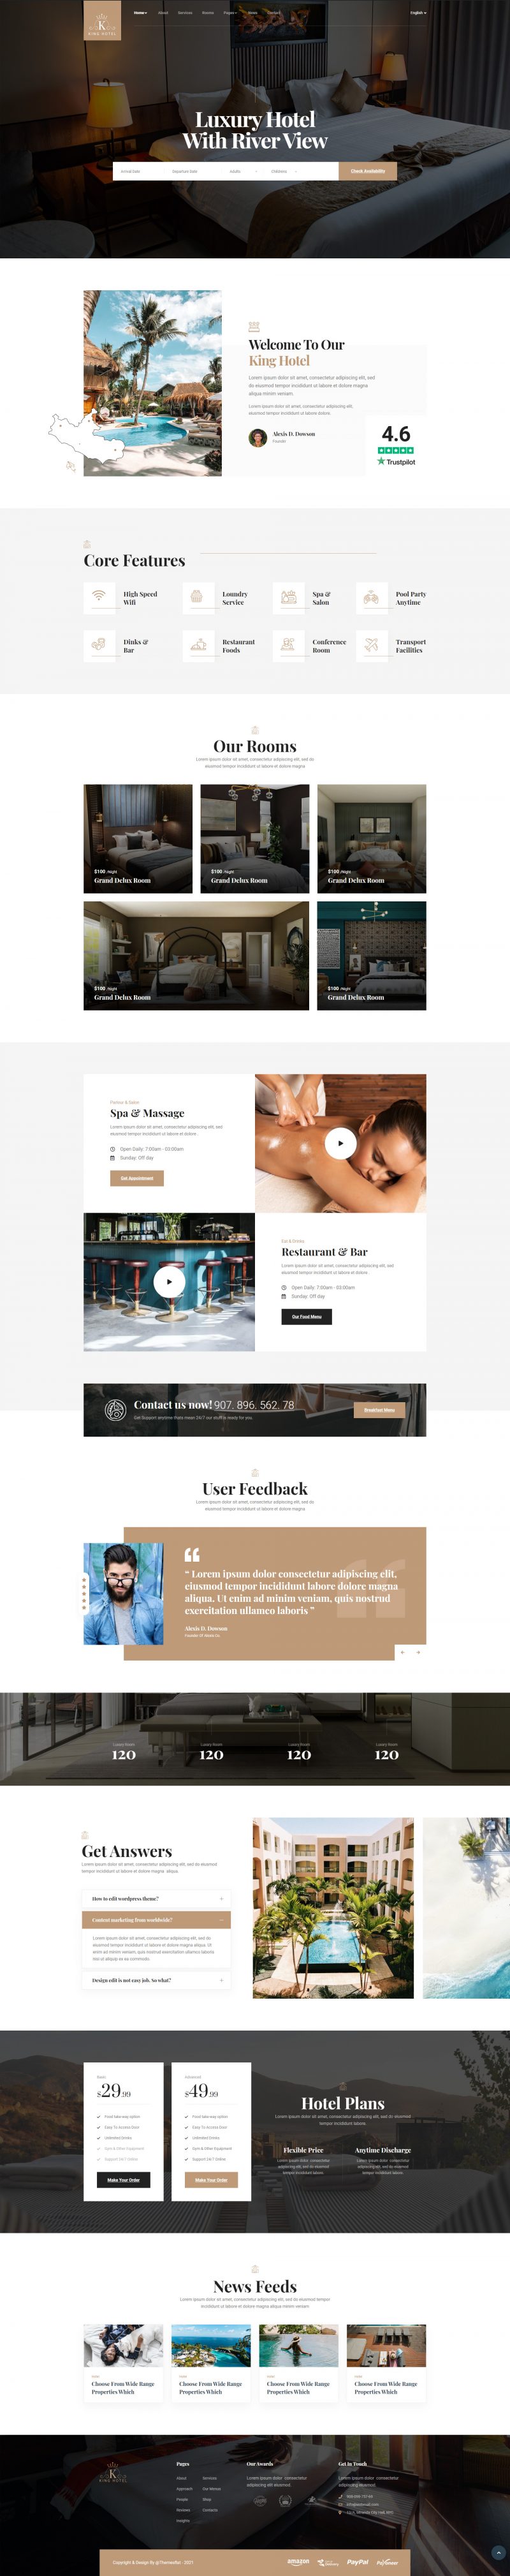 K
KING HOTEL
Home
About
Services
Rooms
Pages
News
Contact
English
Luxury Hotel
With River View
Arrival Date
Departure Date
Adults
Childrens
Check Availability
Welcome To Our
King Hotel
Lorem ipsum dolor sit amet, consectetur adipiscing elit, sed
do eiusmod tempor incididunt ut labore et dolore magna
aliqua minim veniam.
Lorem ipsum dolor sit amet, consectetur adipiscing elit,
eiusmod tempor incididunt ut labore dolore.
Alexis D. Dowson
Founder
4.6
Trustpilot
Core Features
High Speed
Wifi
Loundry
Service
Spa &
Salon
Pool Party
Anytime
Dinks &
Bar
Restaurant
Foods
Conference
Room
Transport
Facilities
Our Rooms
Lorem ipsum dolor sit amet, consectetur adipiscing elit, sed do
eiusmod tempor incididunt ut labore et dolore magna
$100 /Night
Grand Delux Room
$100 /Night
Grand Delux Room
$100 /Night
Grand Delux Room
$100 /Night
Grand Delux Room
$100 /Night
Grand Delux Room
Parlour & Salon
Spa & Massage
Lorem ipsum dolor sit amet, consectetur adipiscing elit, sed
eiusmod tempor incididunt ut labore et dolore .
Open Daily: 7:00am - 03:00am
Sunday: Off day
Get Appointment
Eat & Drinks
Restaurant & Bar
Lorem ipsum dolor sit amet, consectetur adipiscing elit, sed
eiusmod tempor incididunt ut labore et dolore .
Open Daily: 7:00am - 03:00am
Sunday: Off day
Our Food Menu
Contact us now! 907. 896. 562. 78
Get Support anytime thats mean 24/7 our stuff is ready for you.
Breakfast Menu
User Feedback
Lorem ipsum dolor sit amet, consectetur adipiscing elit, sed do
eiusmod tempor incididunt ut labore et dolore magna
“ Lorem ipsum dolor consectetur adipiscing elit,
eiusmod tempor incididunt labore dolore magna
aliqua. Ut enim ad minim veniam, quis nostrud
exercitation ullamco laboris ”
Alexis D. Dowson
Luxury Room
120
Luxury Room
120
Luxury Room
120
Luxury Room
120
Get Answers
Lorem ipsum dolor sit amet, consectetur adipiscing elit, sed do eiusmod
tempor incididunt ut labore et dolore magna aliqua.
How to edit wordpress theme?
Content marketing from worldwide?
Lorem ipsum dolor sit amet, consectetur adipiscing elit, sed do
eiusmod tempor incididunt ut labore et dolore magna aliqua. Ut
enim ad minim veniam, quis nostrud exercitation ullamco laboris
nisi ut aliquip ex ea commodo.
Design edit is not easy job. So what?
Basic
$29.99
Food take way option
Easy To Access Door
Unlimited Drinks
Gym & Other Equipment
Support 24/7 Online.
Make Your Order
Advanced
$49.99
Food take way option
Easy To Access Door
Unlimited Drinks
Gym & Other Equipment
Support 24/7 Online.
Make Your Order
Hotel Plans
Lorem ipsum dolor sit amet, consectetur adipiscing elit, sed do eiusmod
tempor incididunt labore.
Flexible Price
Lorem ipsum dolor consectetur
adipiscing elit, sed do eiusmod
tempor incididunt labore.
Anytime Discharge
Lorem ipsum dolor consectetur
adipiscing elit, sed do eiusmod
tempor incididunt labore.
News Feeds
Lorem ipsum dolor sit amet, consectetur adipiscing elit, sed do eiusmod tempor
incididunt ut labore et dolore magna aliqua minim veniam
Choose From Wide Range
Properties Which
Choose From Wide Range
Properties Which
Choose From Wide Range
Properties Which
Choose From Wide Range
Properties Which
K
KING HOTEL
Pages
About
Approach
People
Reviews
Insights
Services
Our Menus
Shop
Contacts
Our Awards
Lorem ipsum dolor consectetur
adipiscing elit eiusmod.
Get In Touch
Lorem ipsum dolor consectetur
adipiscing elit eiusmod.
Copyright & Design By @ThemeeBan - 2021
amazon
PayPal
Payoneer